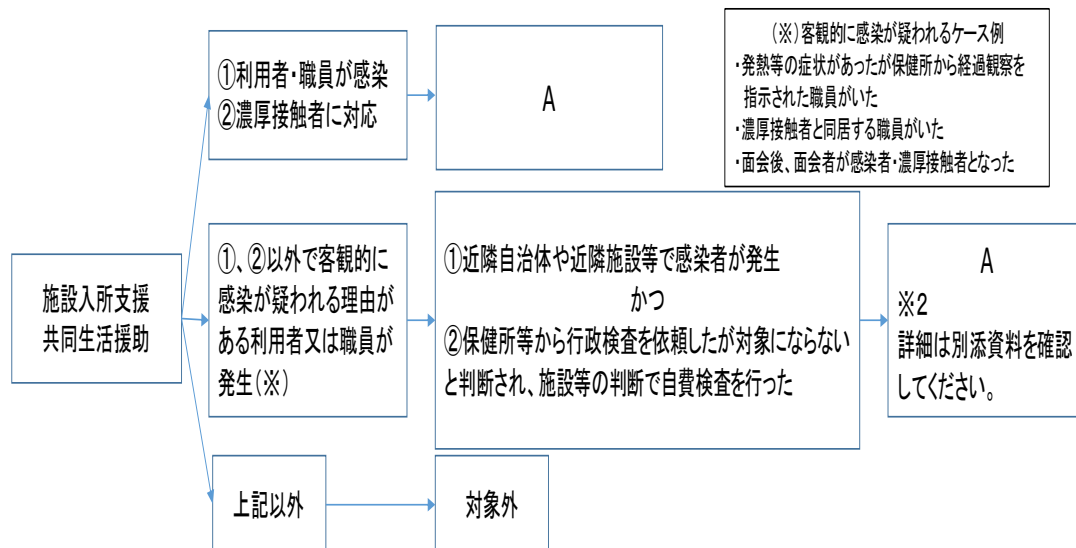 ①利用者・職員が感染
②濃厚接触者に対応
A
(※)客観的に感染が疑われるケース例
・発熱等の症状があったが保健所から経過観察を
指示された職員がいた
・濃厚接触者と同居する職員がいた
・面会後、面会者が感染者・濃厚接触者となった
施設入所支援
共同生活援助
①、②以外で客観的に
感染が疑われる理由が
ある利用者又は職員が
発生(※)
①近隣自治体や近隣施設等で感染者が発生
かつ
②保健所等から行政検査を依頼したが対象にならない
と判断され、施設等の判断で自費検査を行った
A
※2
詳細は別添資料を確認
してください。
上記以外
対象外